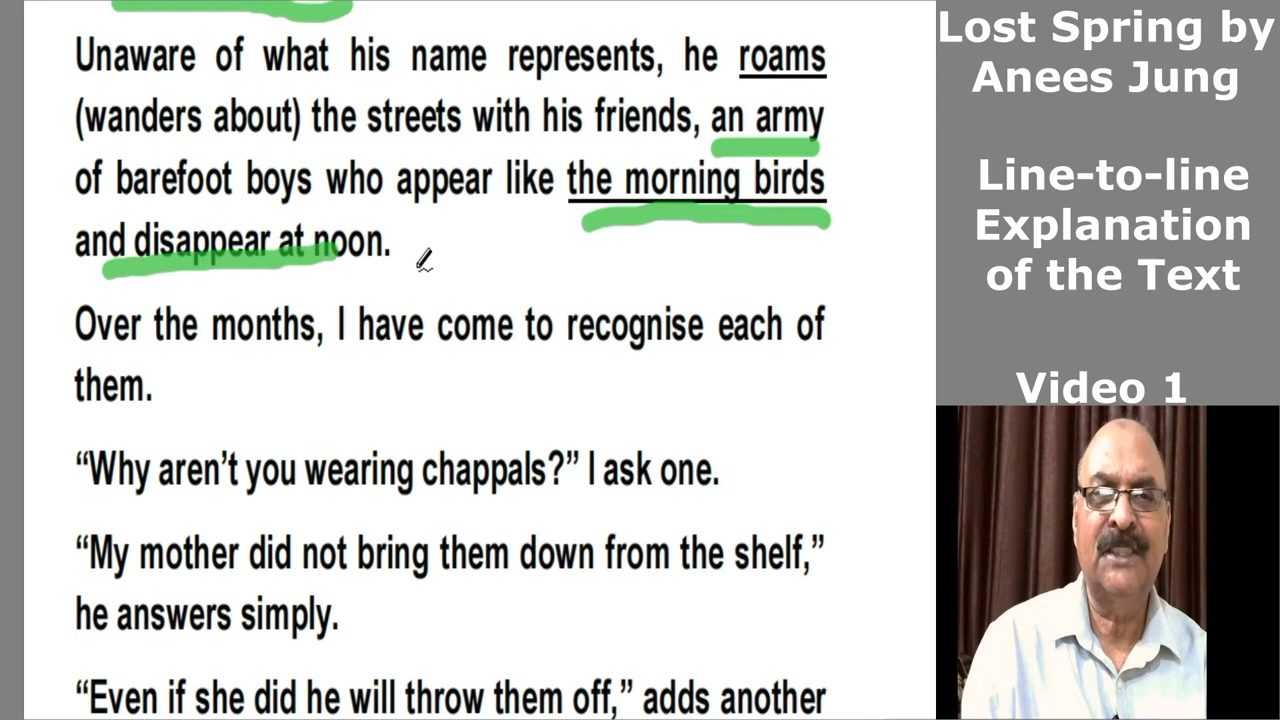 Unaware of what his name represents, he roams
(wanders about) the streets with his friends, an army
of barefoot boys who appear like the morning birds
and disappear at noon.
Over the months, I have come to recognise each of
them.
“Why aren’t you wearing chappals?” I ask one.
“My mother did not bring them down from the shelf,”
he answers simply.
“Even if she did he will throw them off,” adds another
Lost Spring by
Anees Jung
Line-to-line
Explanation
of the Text
Video 1